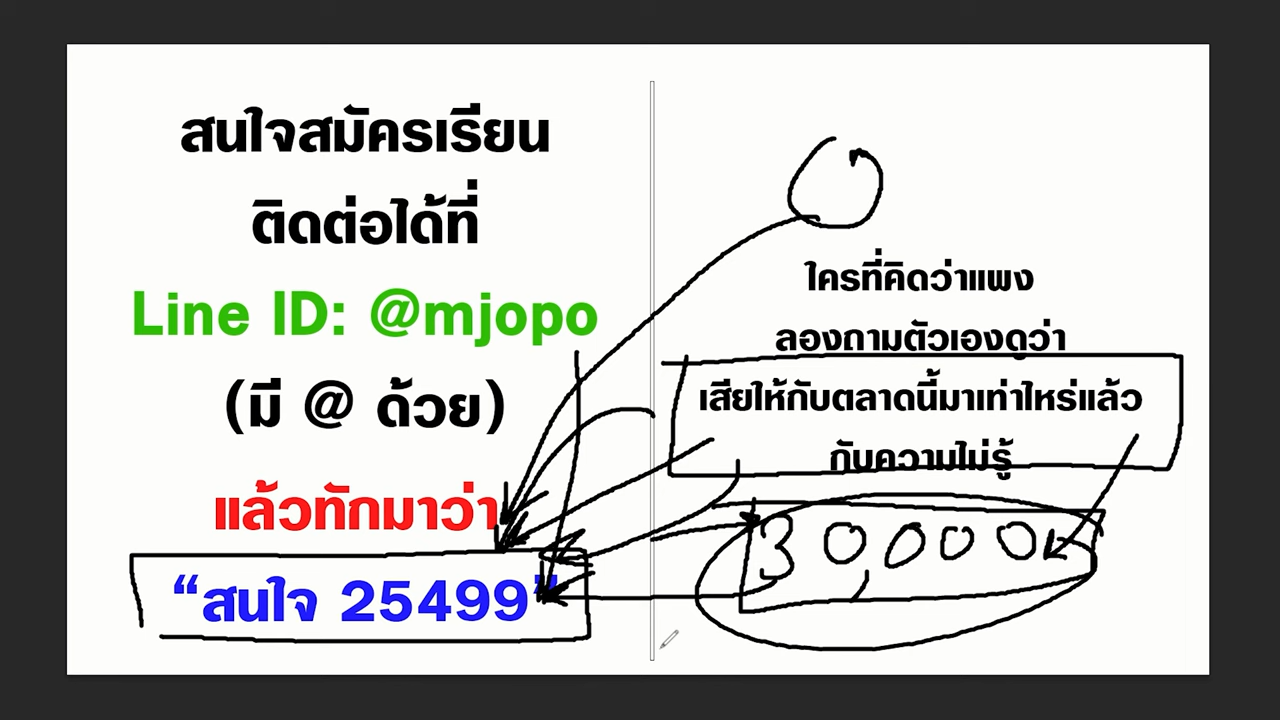 สนใจสมัครเรียน
ติดต่อได้ที่
Line ID: @mjopo
(มี @ ด้วย)
แล้วทักมาว่า
“สนใจ 25499”
ใครที่คิดว่าแพง
ลองถามตัวเองดูว่า
เสียให้กับตลาดนี้มาเท่าไหร่แล้ว
กับความไม่รู้
30,000